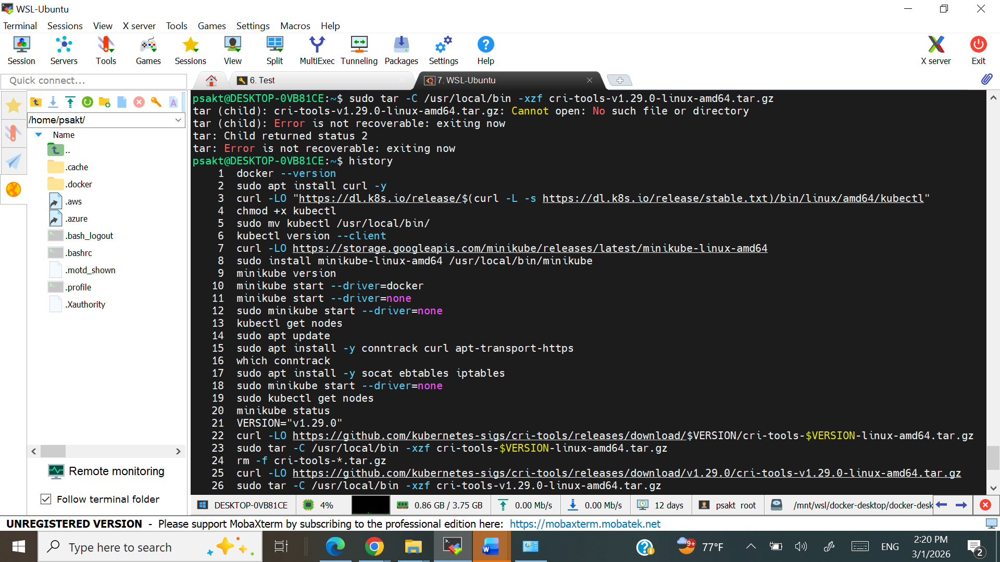 WSL-Ubuntu
Terminal Sessions View X server Tools Games Settings Macros Help
Session Servers Tools Games Sessions View Split MultiExec Tunneling Packages Settings Help X server Exit
Quick connect...
6. Test
7. WSL-Ubuntu
/home/psakt/
Name
..
.cache
.docker
.aws
.azure
.bash_logout
.bashrc
.motd_shown
.profile
.Xauthority
Remote monitoring
Follow terminal folder
psakt@DESKTOP-0VB81CE:~$ sudo tar -C /usr/local/bin -xzf cri-tools-v1.29.0-linux-amd64.tar.gz
tar (child): cri-tools-v1.29.0-linux-amd64.tar.gz: Cannot open: No such file or directory
tar (child): Error is not recoverable: exiting now
tar: Child returned status 2
tar: Error is not recoverable: exiting now
psakt@DESKTOP-0VB81CE:~$ history
1 docker --version
2 sudo apt install curl -y
3 curl -LO "https://dl.k8s.io/release/$(curl -L -s https://dl.k8s.io/release/stable.txt)/bin/linux/amd64/kubectl"
4 chmod +x kubectl
5 sudo mv kubectl /usr/local/bin/
6 kubectl version --client
7 curl -LO https://storage.googleapis.com/minikube/releases/latest/minikube-linux-amd64
8 sudo install minikube-linux-amd64 /usr/local/bin/minikube
9 minikube version
10 minikube start --driver=docker
11 minikube start --driver=none
12 sudo minikube start --driver=none
13 kubectl get nodes
14 sudo apt update
15 sudo apt install -y conntrack curl apt-transport-https
16 which conntrack
17 sudo apt install -y socat ebtables iptables
18 sudo minikube start --driver=none
19 sudo kubectl get nodes
20 minikube status
21 VERSION="v1.29.0"
22 curl -LO https://github.com/kubernetes-sigs/cri-tools/releases/download/$VERSION/cri-tools-$VERSION-linux-amd64.tar.gz
23 sudo tar -C /usr/local/bin -xzf cri-tools-$VERSION-linux-amd64.tar.gz
24 rm -f cri-tools-*.tar.gz
25 curl -LO https://github.com/kubernetes-sigs/cri-tools/releases/download/v1.29.0/cri-tools-v1.29.0-linux-amd64.tar.gz
26 sudo tar -C /usr/local/bin -xzf cri-tools-v1.29.0-linux-amd64.tar.gz
DESKTOP-0VB81CE 4% 0.86 GB / 3.75 GB 0.00 Mb/s 0.00 Mb/s 12 days psakt root /mnt/wsl/docker-desktop/docker-desk
UNREGISTERED VERSION - Please support MobaXterm by subscribing to the professional edition here: https://mobaxterm.mobatek.net
Type here to search
9+
77°F
ENG
2:20 PM
3/1/2026
2